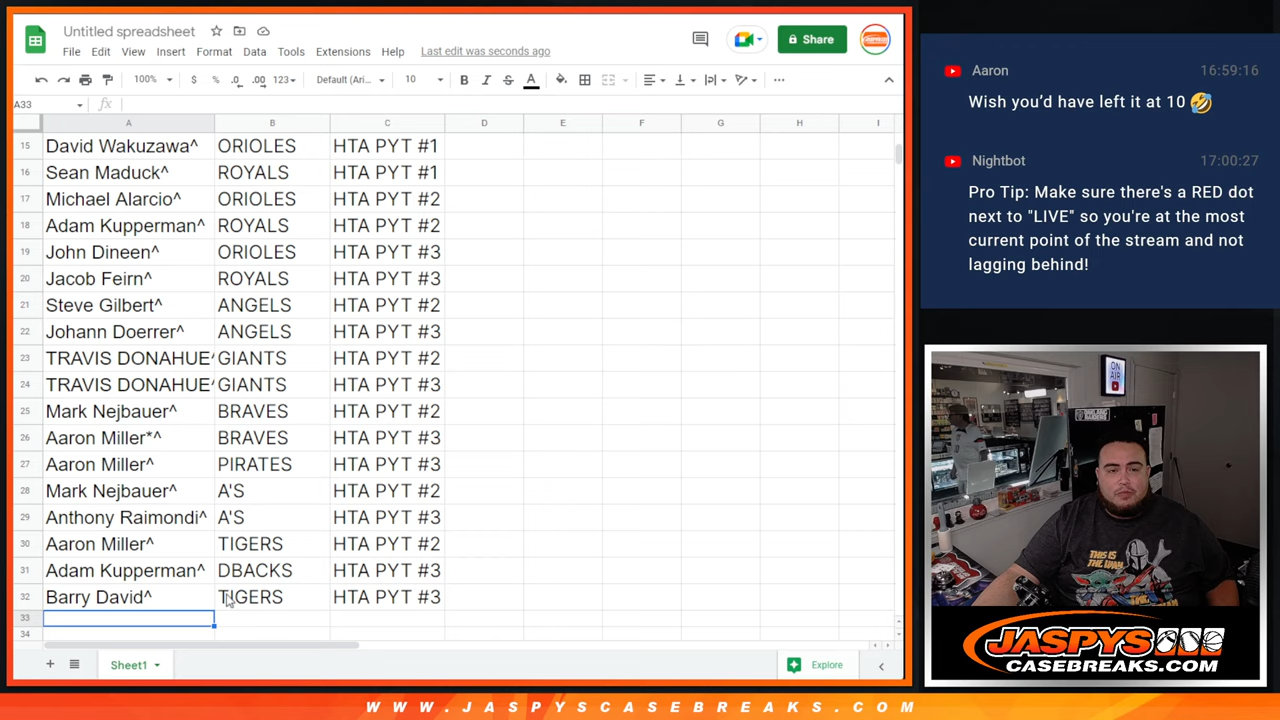 Untitled spreadsheet
File Edit View Insert Format Data Tools Extensions Help Last edit was seconds ago
Share
100% $ % .0 .00 123 Default (Ari... 10 B I S A
A33 fx
A B C D E F G H I
15 David Wakuzawa^ ORIOLES HTA PYT #1
16 Sean Maduck^ ROYALS HTA PYT #1
17 Michael Alarcio^ ORIOLES HTA PYT #2
18 Adam Kupperman^ ROYALS HTA PYT #2
19 John Dineen^ ORIOLES HTA PYT #3
20 Jacob Feirn^ ROYALS HTA PYT #3
21 Steve Gilbert^ ANGELS HTA PYT #2
22 Johann Doerrer^ ANGELS HTA PYT #3
23 TRAVIS DONAHUE^ GIANTS HTA PYT #2
24 TRAVIS DONAHUE^ GIANTS HTA PYT #3
25 Mark Nejbauer^ BRAVES HTA PYT #2
26 Aaron Miller*^ BRAVES HTA PYT #3
27 Aaron Miller^ PIRATES HTA PYT #3
28 Mark Nejbauer^ A'S HTA PYT #2
29 Anthony Raimondi^ A'S HTA PYT #3
30 Aaron Miller^ TIGERS HTA PYT #2
31 Adam Kupperman^ DBACKS HTA PYT #3
32 Barry David^ TIGERS HTA PYT #3
33
34
Sheet1
Explore
Aaron 16:59:16
Wish you’d have left it at 10 🤣
Nightbot 17:00:27
Pro Tip: Make sure there's a RED dot
next to "LIVE" so you're at the most
current point of the stream and not
lagging behind!
ON
AIR
THIS IS
THE WAY
JASPYS
CASEBREAKS.COM
WWW.JASPYSCASEBREAKS.COM